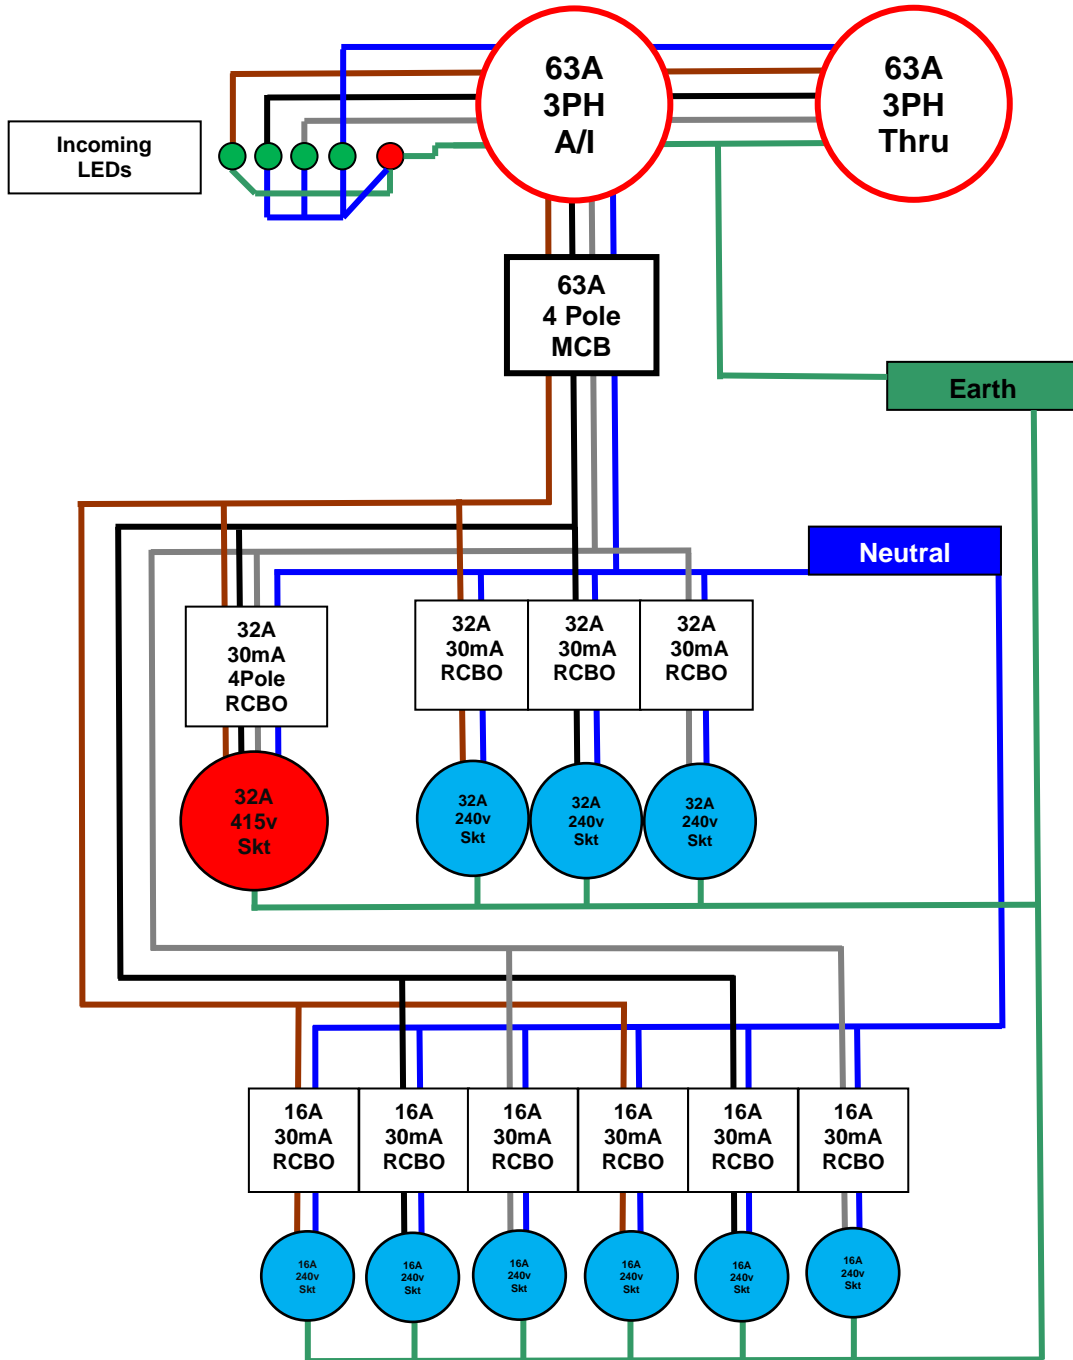 63A
3PH
A/I
63A
3PH
Thru
Incoming
LEDs
63A
4 Pole
MCB
Earth
Neutral
32A
30mA
4Pole
RCBO
32A
30mA
RCBO
32A
30mA
RCBO
32A
30mA
RCBO
32A
415v
Skt
32A
240v
Skt
32A
240v
Skt
32A
240v
Skt
16A
30mA
RCBO
16A
30mA
RCBO
16A
30mA
RCBO
16A
30mA
RCBO
16A
30mA
RCBO
16A
30mA
RCBO
16A
240v
Skt
16A
240v
Skt
16A
240v
Skt
16A
240v
Skt
16A
240v
Skt
16A
240v
Skt